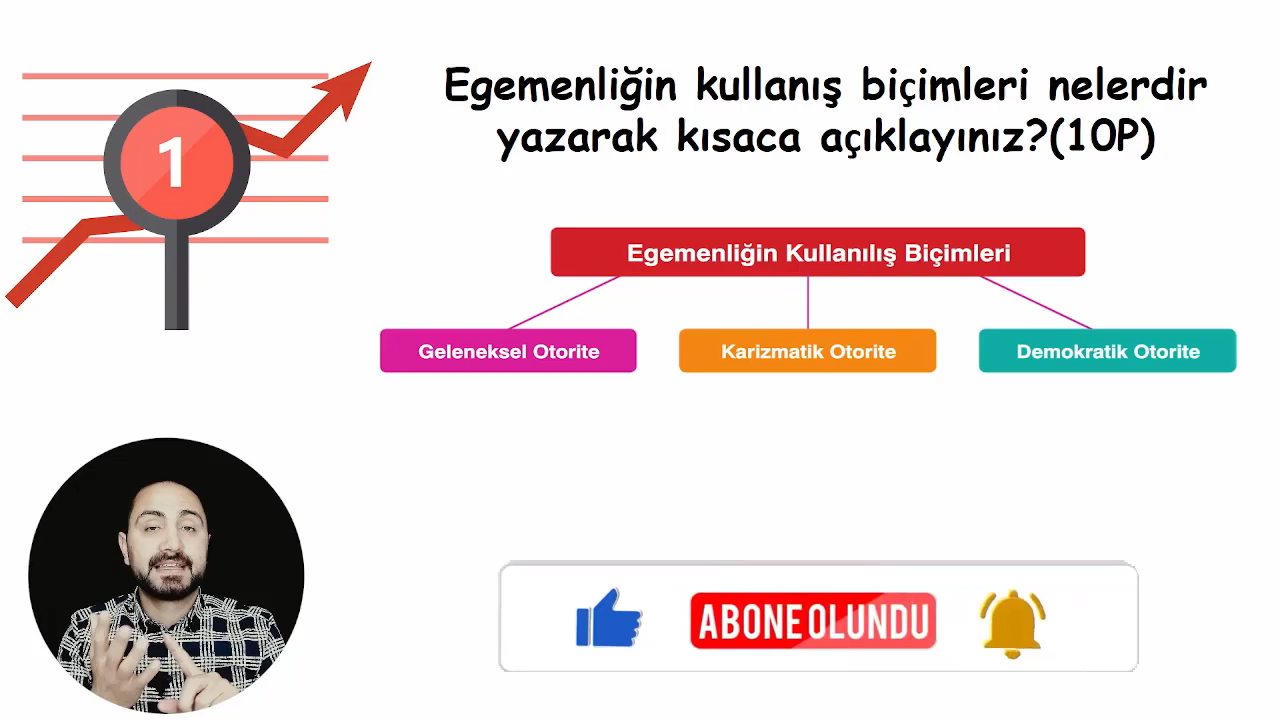 1
Egemenliğin kullanış biçimleri nelerdir
yazarak kısaca açıklayınız?(10P)
Egemenliğin Kullanılış Biçimleri
Geleneksel Otorite
Karizmatik Otorite
Demokratik Otorite
ABONE OLUNDU